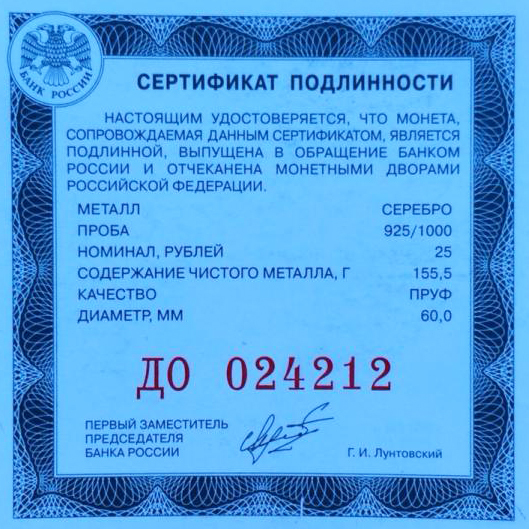 БАНК РОССИИ
СЕРТИФИКАТ ПОДЛИННОСТИ
НАСТОЯЩИМ УДОСТОВЕРЯЕТСЯ, ЧТО МОНЕТА,
СОПРОВОЖДАЕМАЯ ДАННЫМ СЕРТИФИКАТОМ, ЯВЛЯЕТСЯ
ПОДЛИННОЙ, ВЫПУЩЕНА В ОБРАЩЕНИЕ БАНКОМ
РОССИИ И ОТЧЕКАНЕНА МОНЕТНЫМИ ДВОРАМИ
РОССИЙСКОЙ ФЕДЕРАЦИИ.
МЕТАЛЛ СЕРЕБРО
ПРОБА 925/1000
НОМИНАЛ, РУБЛЕЙ 25
СОДЕРЖАНИЕ ЧИСТОГО МЕТАЛЛА, Г 155,5
КАЧЕСТВО ПРУФ
ДИАМЕТР, ММ 60,0
ДО 024212
ПЕРВЫЙ ЗАМЕСТИТЕЛЬ
ПРЕДСЕДАТЕЛЯ
БАНКА РОССИИ Г. И. Лунтовский